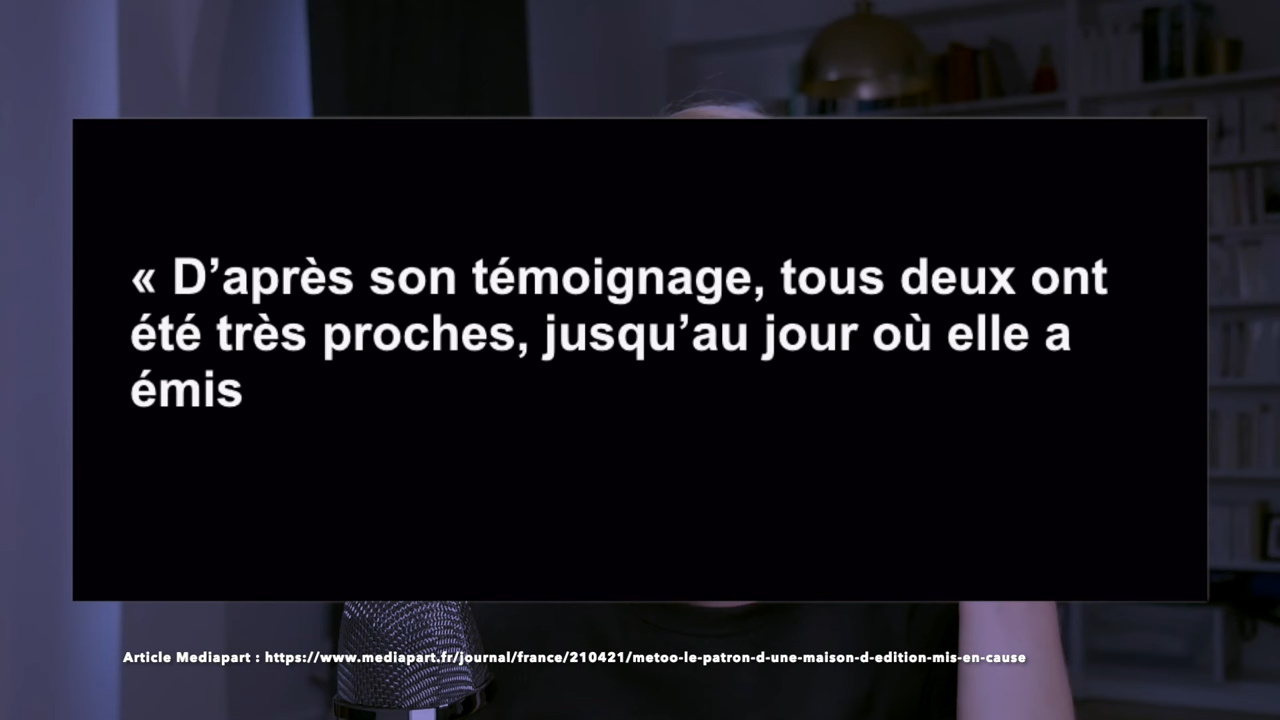 « D’après son témoignage, tous deux ont
été très proches, jusqu’au jour où elle a
émis
Article Mediapart : https://www.mediapart.fr/journal/france/210421/metoo-le-patron-d-une-maison-d-edition-mis-en-cause